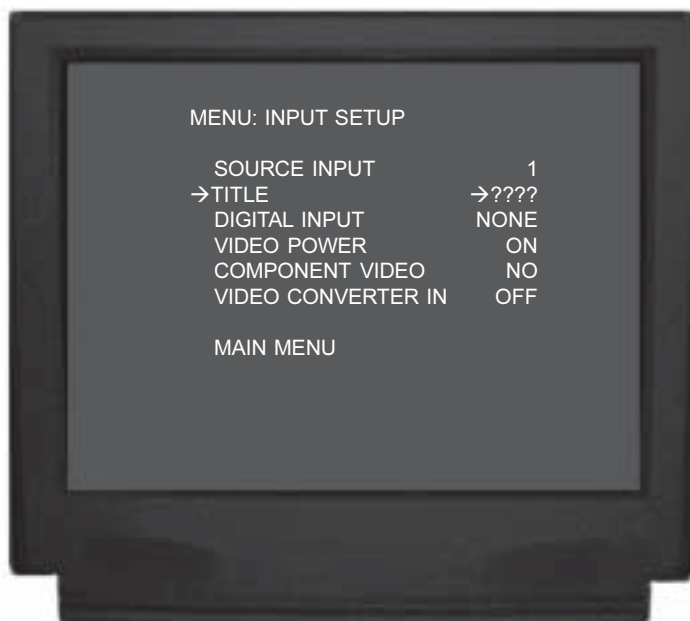 MENU: INPUT SETUP
SOURCE INPUT 1
→TITLE →????
DIGITAL INPUT NONE
VIDEO POWER ON
COMPONENT VIDEO NO
VIDEO CONVERTER IN OFF
MAIN MENU